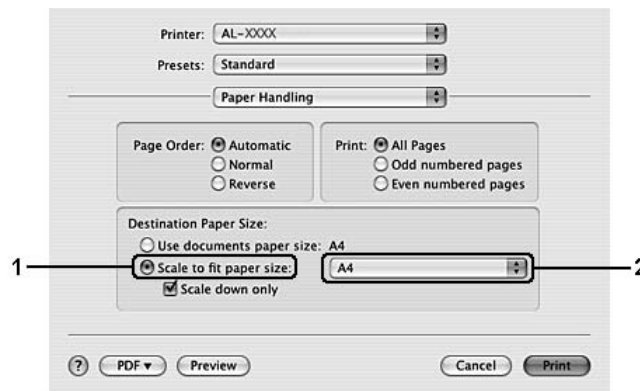 Printer: AL-XXXX
Presets: Standard
Paper Handling
Page Order: Automatic Print: All Pages
Normal Odd numbered pages
Reverse Even numbered pages
Destination Paper Size:
Use documents paper size: A4
1 Scale to fit paper size: A4 2
Scale down only
? PDF Preview Cancel Print